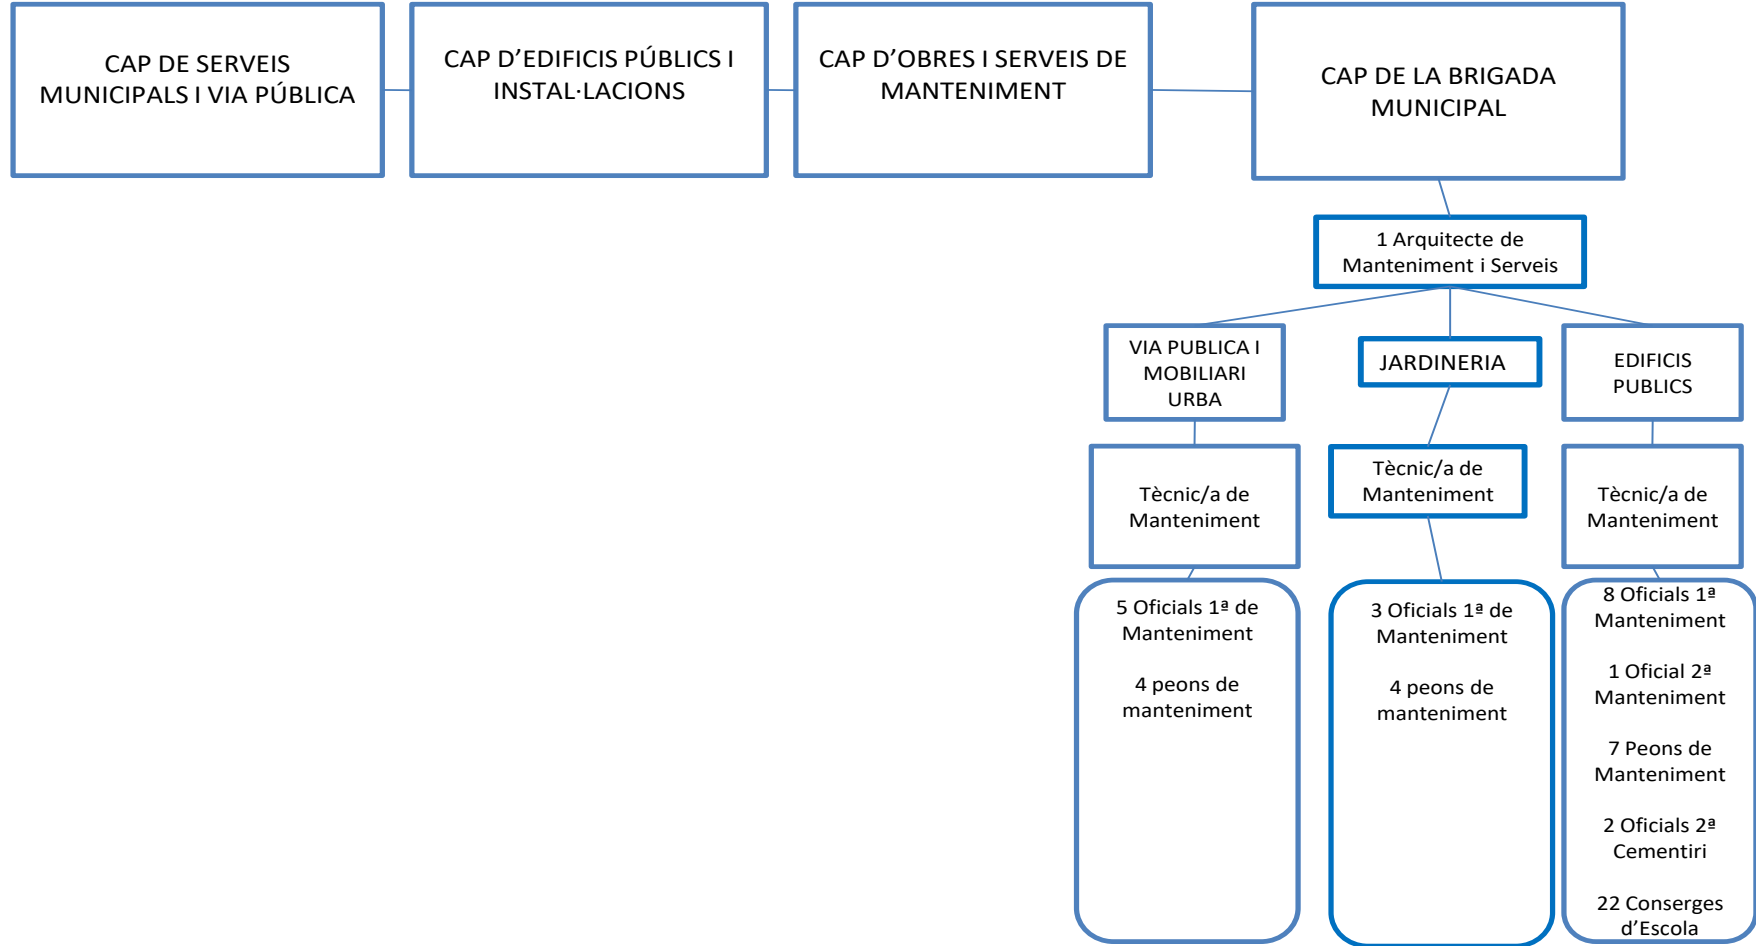 CAP DE SERVEIS
MUNICIPALS I VIA PÚBLICA
CAP D’EDIFICIS PÚBLICS I
INSTAL·LACIONS
CAP D’OBRES I SERVEIS DE
MANTENIMENT
CAP DE LA BRIGADA
MUNICIPAL
1 Arquitecte de
Manteniment i Serveis
VIA PUBLICA I
MOBILIARI
URBA
JARDINERIA
EDIFICIS
PUBLICS
Tècnic/a de
Manteniment
Tècnic/a de
Manteniment
Tècnic/a de
Manteniment
5 Oficials 1ª de
Manteniment
4 peons de
manteniment
3 Oficials 1ª de
Manteniment
4 peons de
manteniment
8 Oficials 1ª
Manteniment
1 Oficial 2ª
Manteniment
7 Peons de
Manteniment
2 Oficials 2ª
Cementiri
22 Conserges
d’Escola